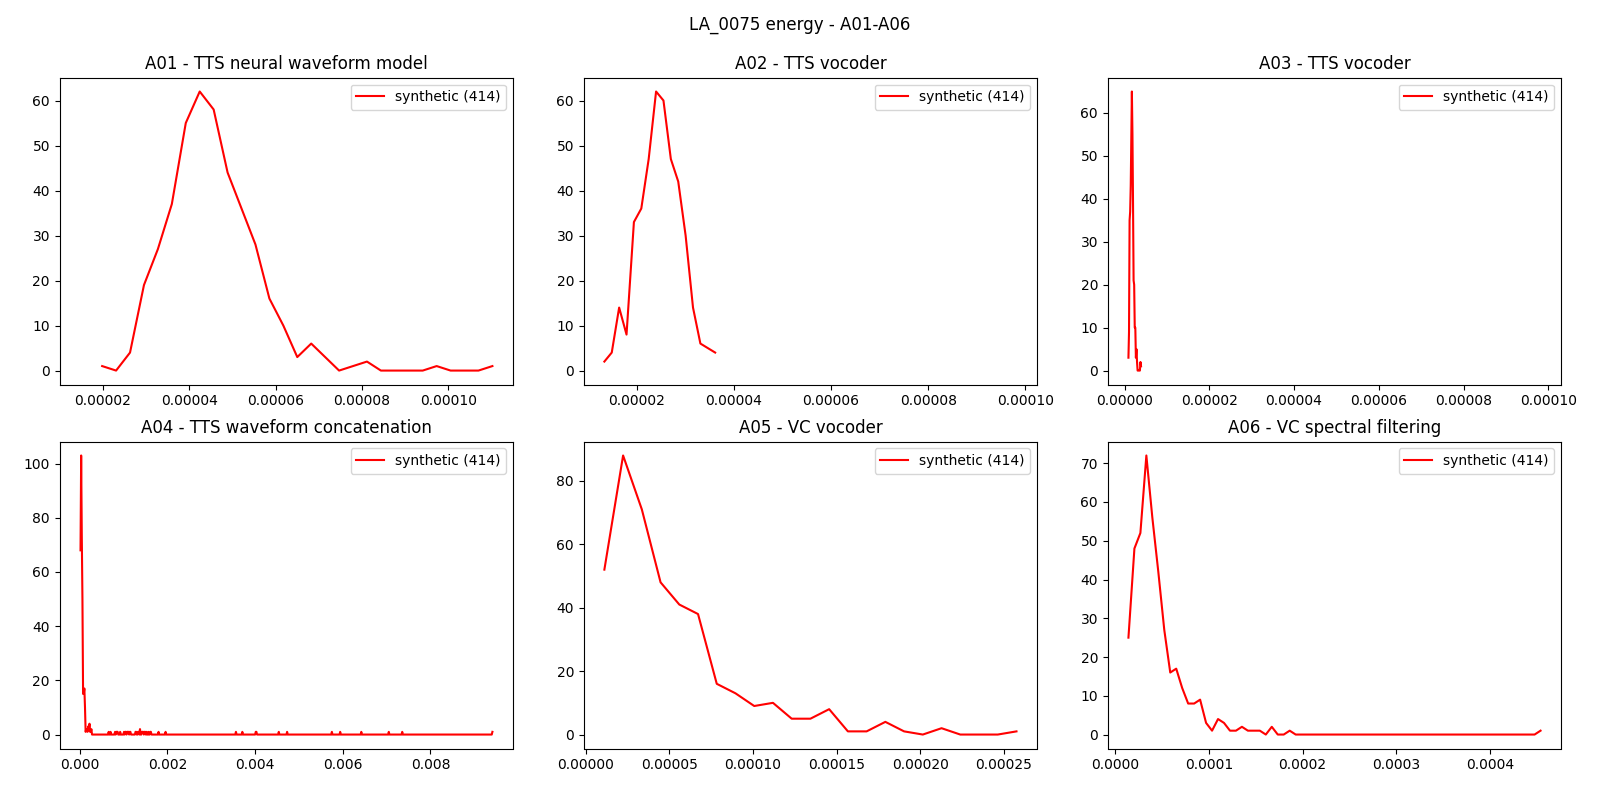 LA_0075 energy - A01-A06
A01 - TTS neural waveform model
synthetic (414)
60
50
40
30
20
10
0
0.00002 0.00004 0.00006 0.00008 0.00010
A02 - TTS vocoder
synthetic (414)
60
50
40
30
20
10
0
0.00002 0.00004 0.00006 0.00008 0.00010
A03 - TTS vocoder
synthetic (414)
60
50
40
30
20
10
0
0.00000 0.00002 0.00004 0.00006 0.00008 0.00010
A04 - TTS waveform concatenation
synthetic (414)
100
80
60
40
20
0
0.000 0.002 0.004 0.006 0.008
A05 - VC vocoder
synthetic (414)
80
60
40
20
0
0.00000 0.00005 0.00010 0.00015 0.00020 0.00025
A06 - VC spectral filtering
synthetic (414)
70
60
50
40
30
20
10
0
0.0000 0.0001 0.0002 0.0003 0.0004